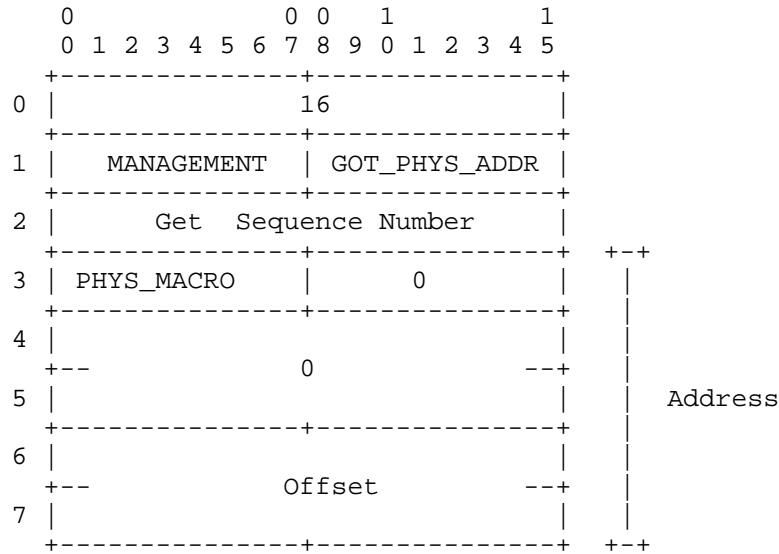 0 0 0 1 1
0 1 2 3 4 5 6 7 8 9 0 1 2 3 4 5
+---------------+---------------+
0 | 16 |
+---------------+---------------+
1 | MANAGEMENT | GOT_PHYS_ADDR |
+---------------+---------------+
2 | Get Sequence Number |
+---------------+---------------+ +-+
3 | PHYS_MACRO | 0 | |
+---------------+---------------+ |
4 | | |
+-- 0 --+ |
5 | | | Address
+---------------+---------------+ |
6 | | |
+-- Offset --+ |
7 | | |
+---------------+---------------+ +-+